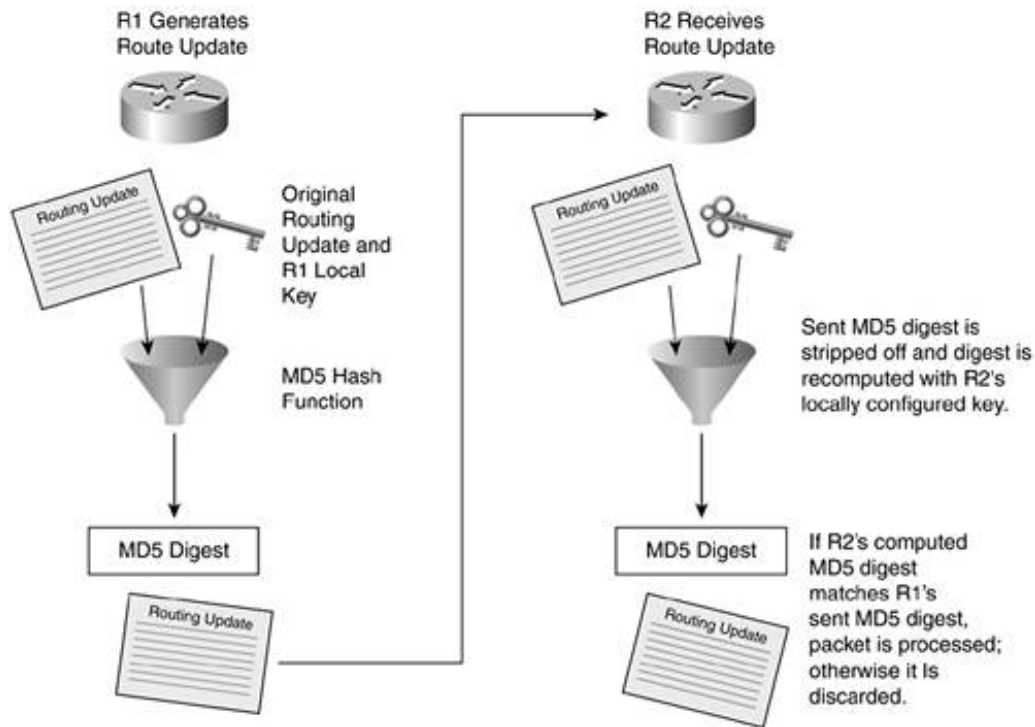 R1 Generates
Route Update
Routing Update
Original
Routing
Update and
R1 Local
Key
MD5 Hash
Function
MD5 Digest
Routing Update
R2 Receives
Route Update
Routing Update
Sent MD5 digest is
stripped off and digest is
recomputed with R2's
locally configured key.
MD5 Digest
If R2's computed
MD5 digest
matches R1's
sent MD5 digest,
packet is processed;
otherwise it Is
discarded.
Routing Update